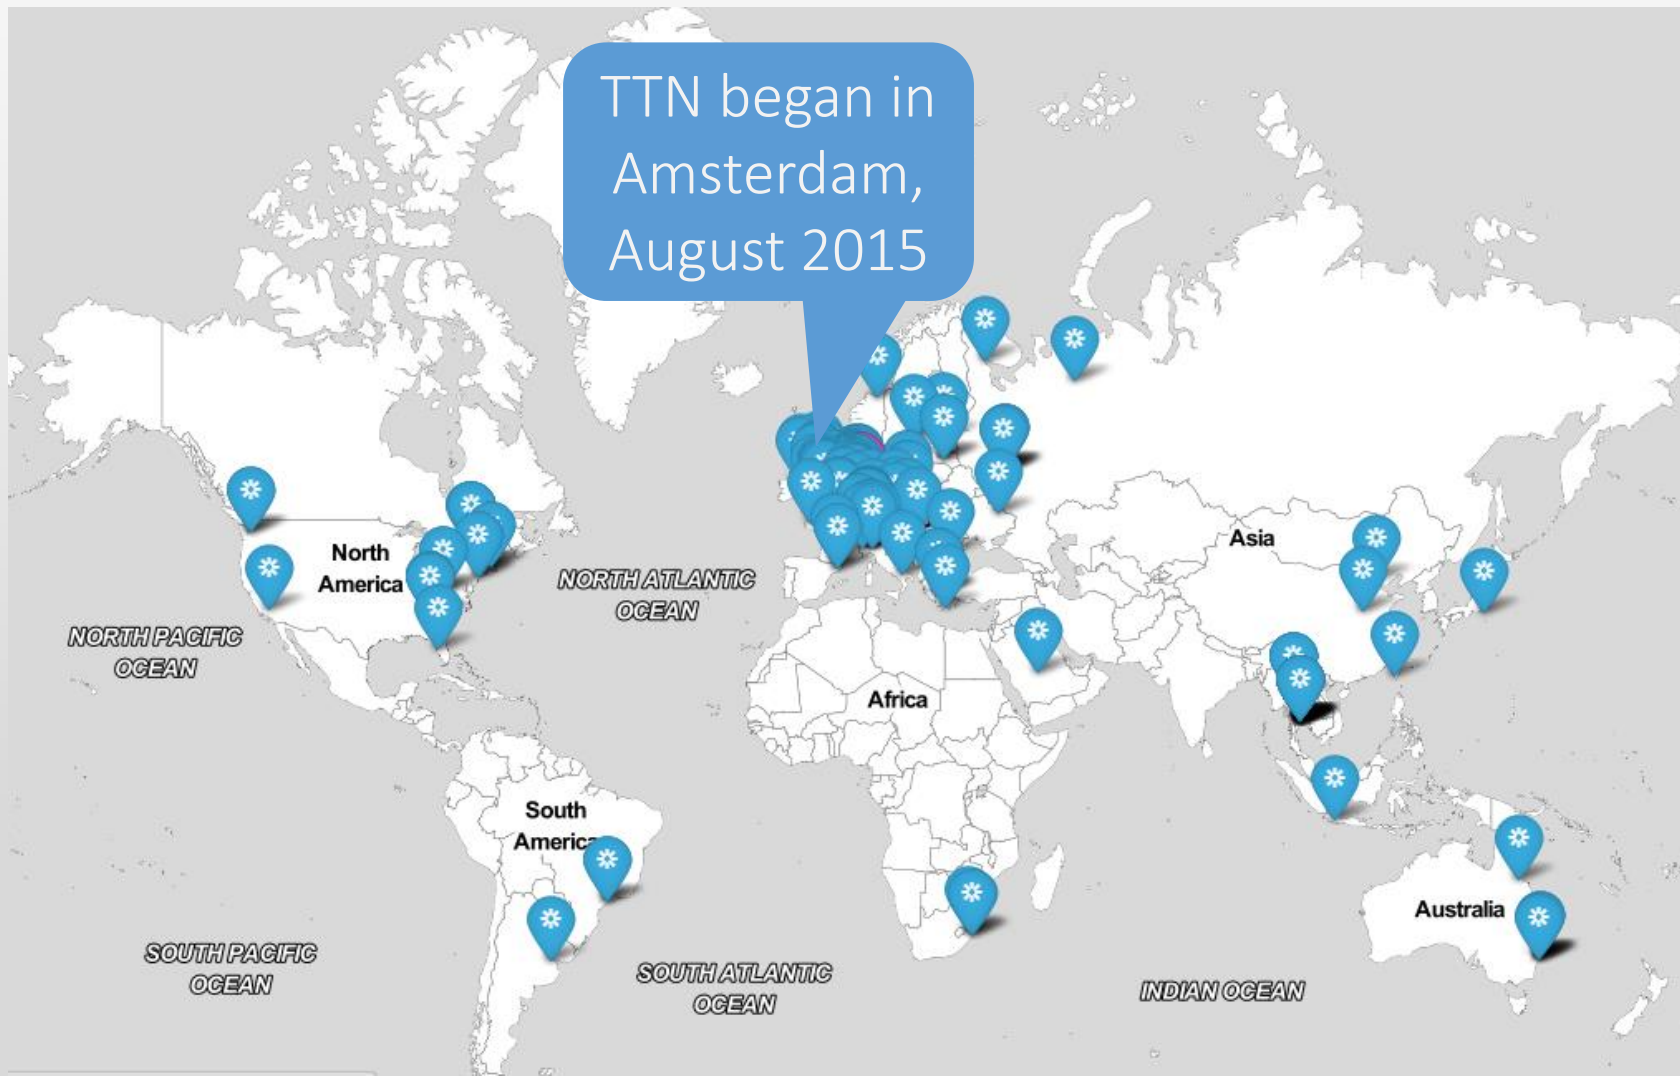 TTN began in
Amsterdam,
August 2015
North
America
NORTH ATLANTIC
OCEAN
NORTH PACIFIC
OCEAN
Asia
Africa
South
America
Australia
SOUTH PACIFIC
OCEAN
SOUTH ATLANTIC
OCEAN
INDIAN OCEAN